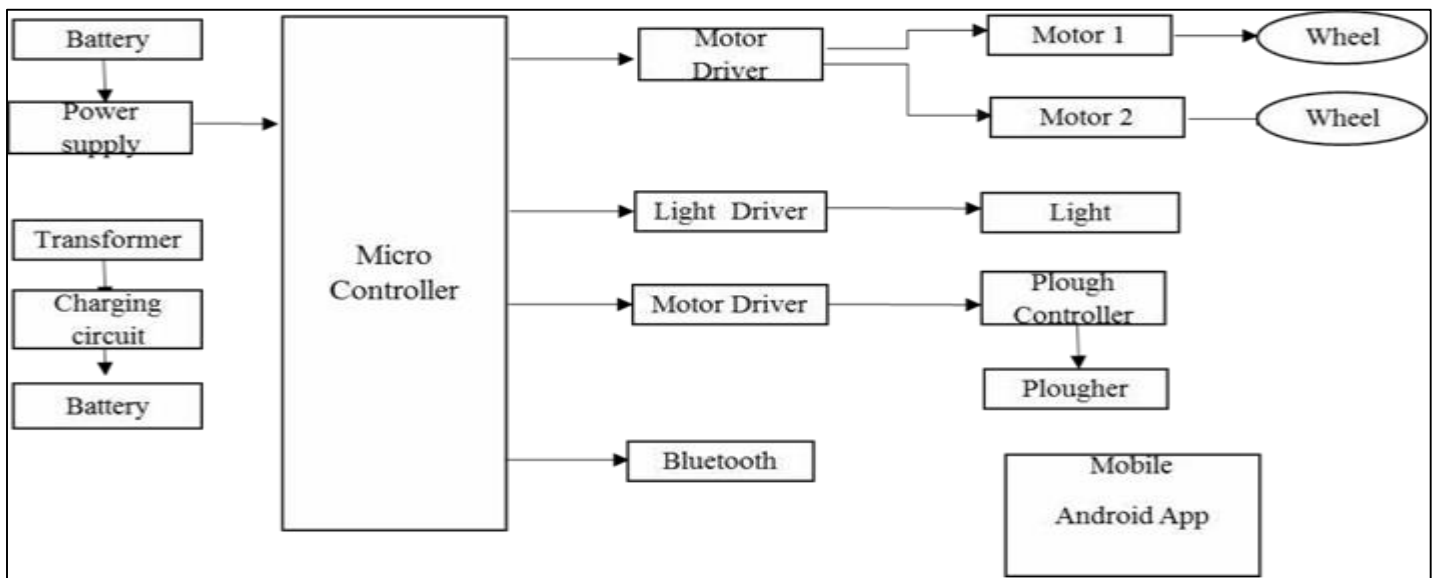 Battery
Power
supply
Transformer
Charging
circuit
Battery
Micro
Controller
Motor
Driver
Motor 1
Wheel
Motor 2
Wheel
Light Driver
Light
Motor Driver
Plough
Controller
Plougher
Bluetooth
Mobile
Android App